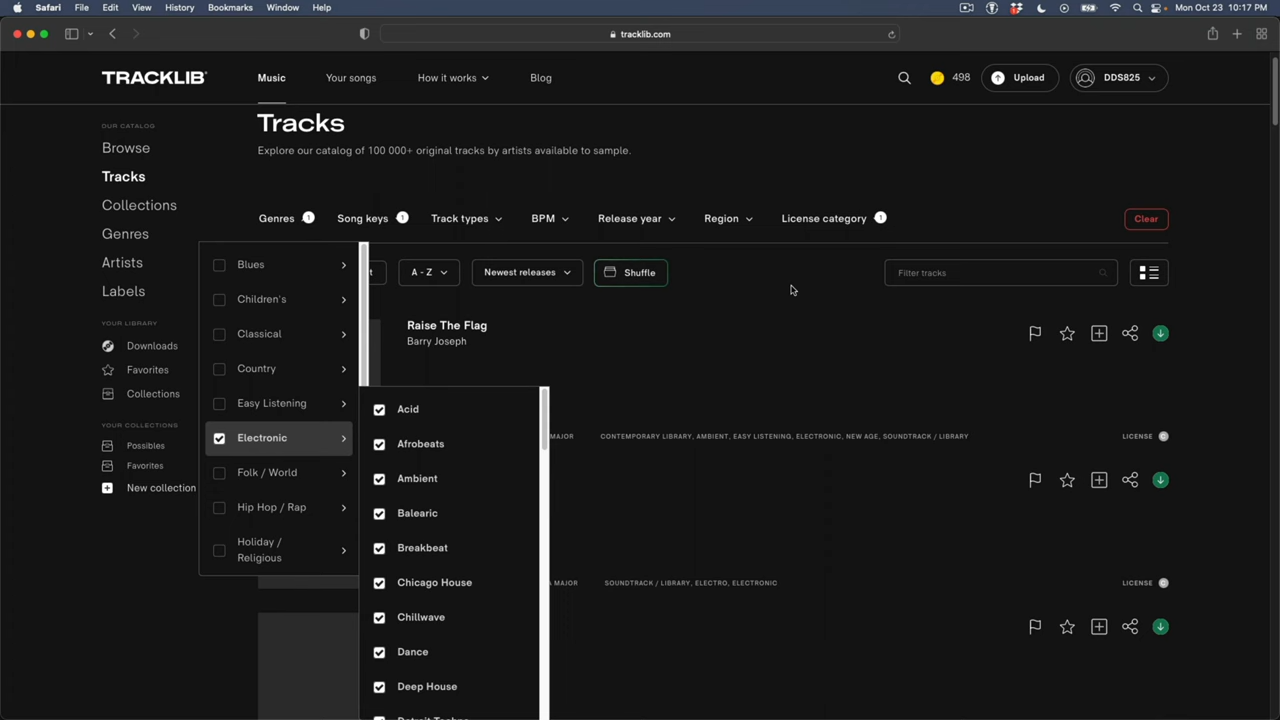 Safari File Edit View History Bookmarks Window Help Mon Oct 23 10:17 PM
tracklib.com
TRACKLIB Music Your songs How it works Blog 498 Upload DDS825
OUR CATALOG
Browse
Tracks
Collections
Genres
Artists
Labels
YOUR LIBRARY
Downloads
Favorites
Collections
YOUR COLLECTIONS
Possibles
Favorites
New collection
Tracks
Explore our catalog of 100 000+ original tracks by artists available to sample.
Genres 1 Song keys 1 Track types BPM Release year Region License category 1 Clear
A - Z Newest releases Shuffle Filter tracks
Blues
Children's
Classical
Country
Easy Listening
Electronic
Folk / World
Hip Hop / Rap
Holiday /
Religious
Acid
Afrobeats
Ambient
Balearic
Breakbeat
Chicago House
Chillwave
Dance
Deep House
Raise The Flag
Barry Joseph
MAJOR CONTEMPORARY LIBRARY, AMBIENT, EASY LISTENING, ELECTRONIC, NEW AGE, SOUNDTRACK / LIBRARY LICENSE C
MAJOR SOUNDTRACK / LIBRARY, ELECTRO, ELECTRONIC LICENSE C